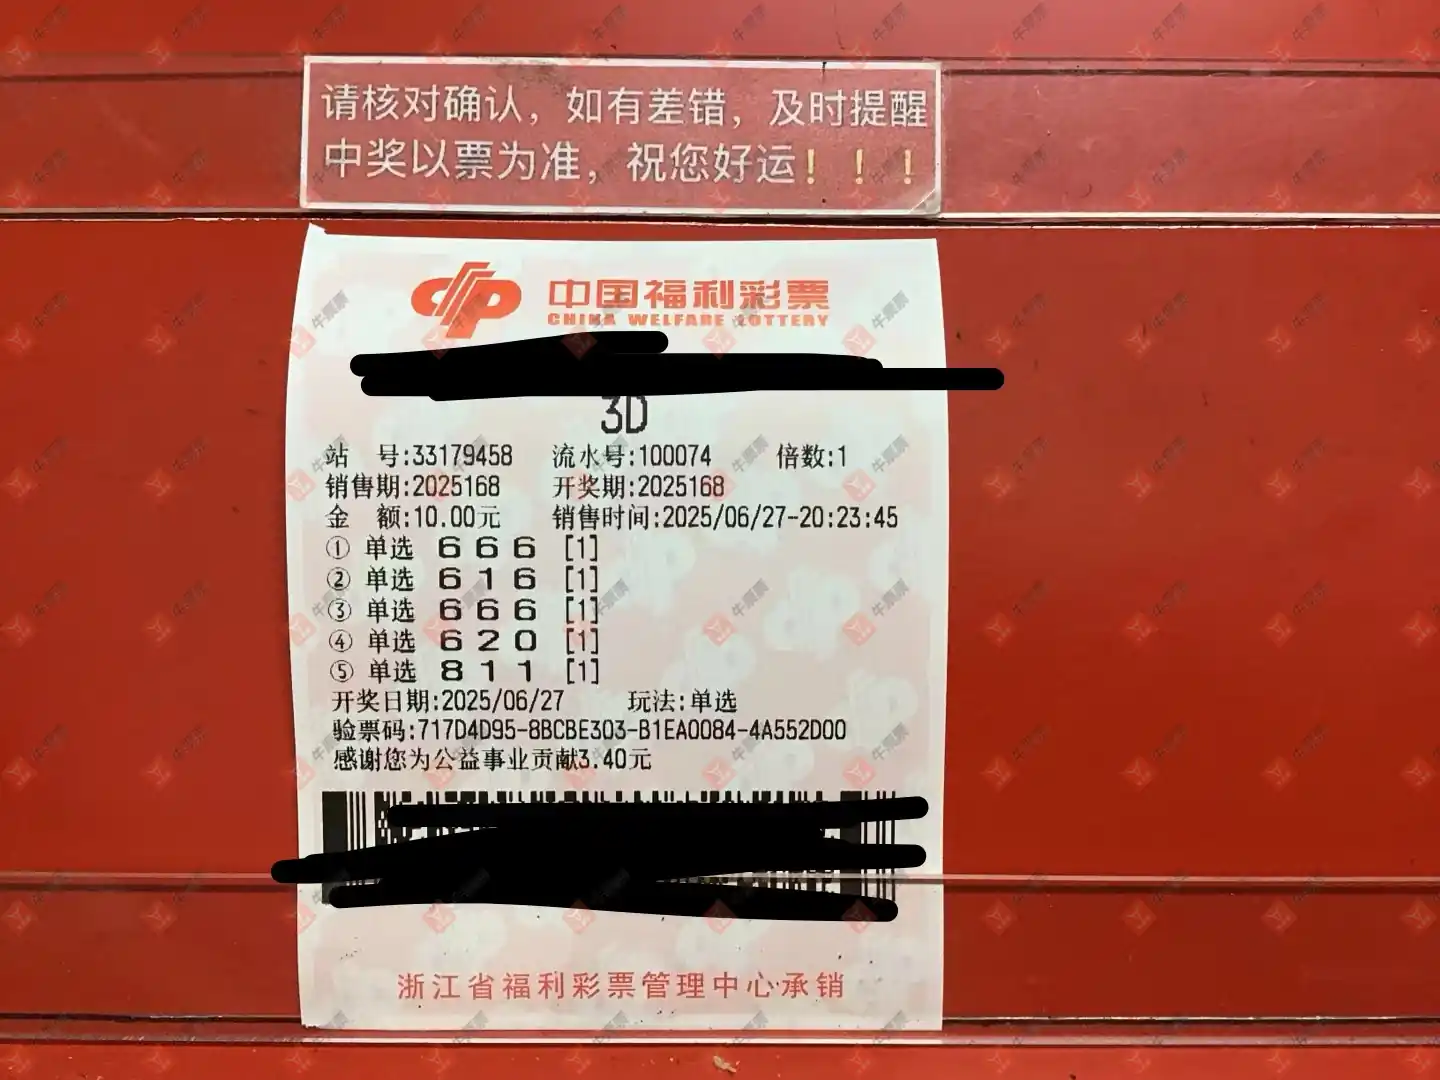 请核对确认，如有差错，及时提醒
中奖以票为准，祝您好运！！！
中国福利彩票
CHINA WELFARE LOTTERY
3D
站 号:33179458 流水号:100074 倍数:1
销售期:2025168 开奖期:2025168
金 额:10.00元 销售时间:2025/06/27-20:23:45
① 单选 6 6 6 [1]
② 单选 6 1 6 [1]
③ 单选 6 6 6 [1]
④ 单选 6 2 0 [1]
⑤ 单选 8 1 1 [1]
开奖日期:2025/06/27 玩法:单选
验票码:717D4D95-8BCBE303-B1EA0084-4A552D00
感谢您为公益事业贡献3.40元
浙江省福利彩票管理中心承销